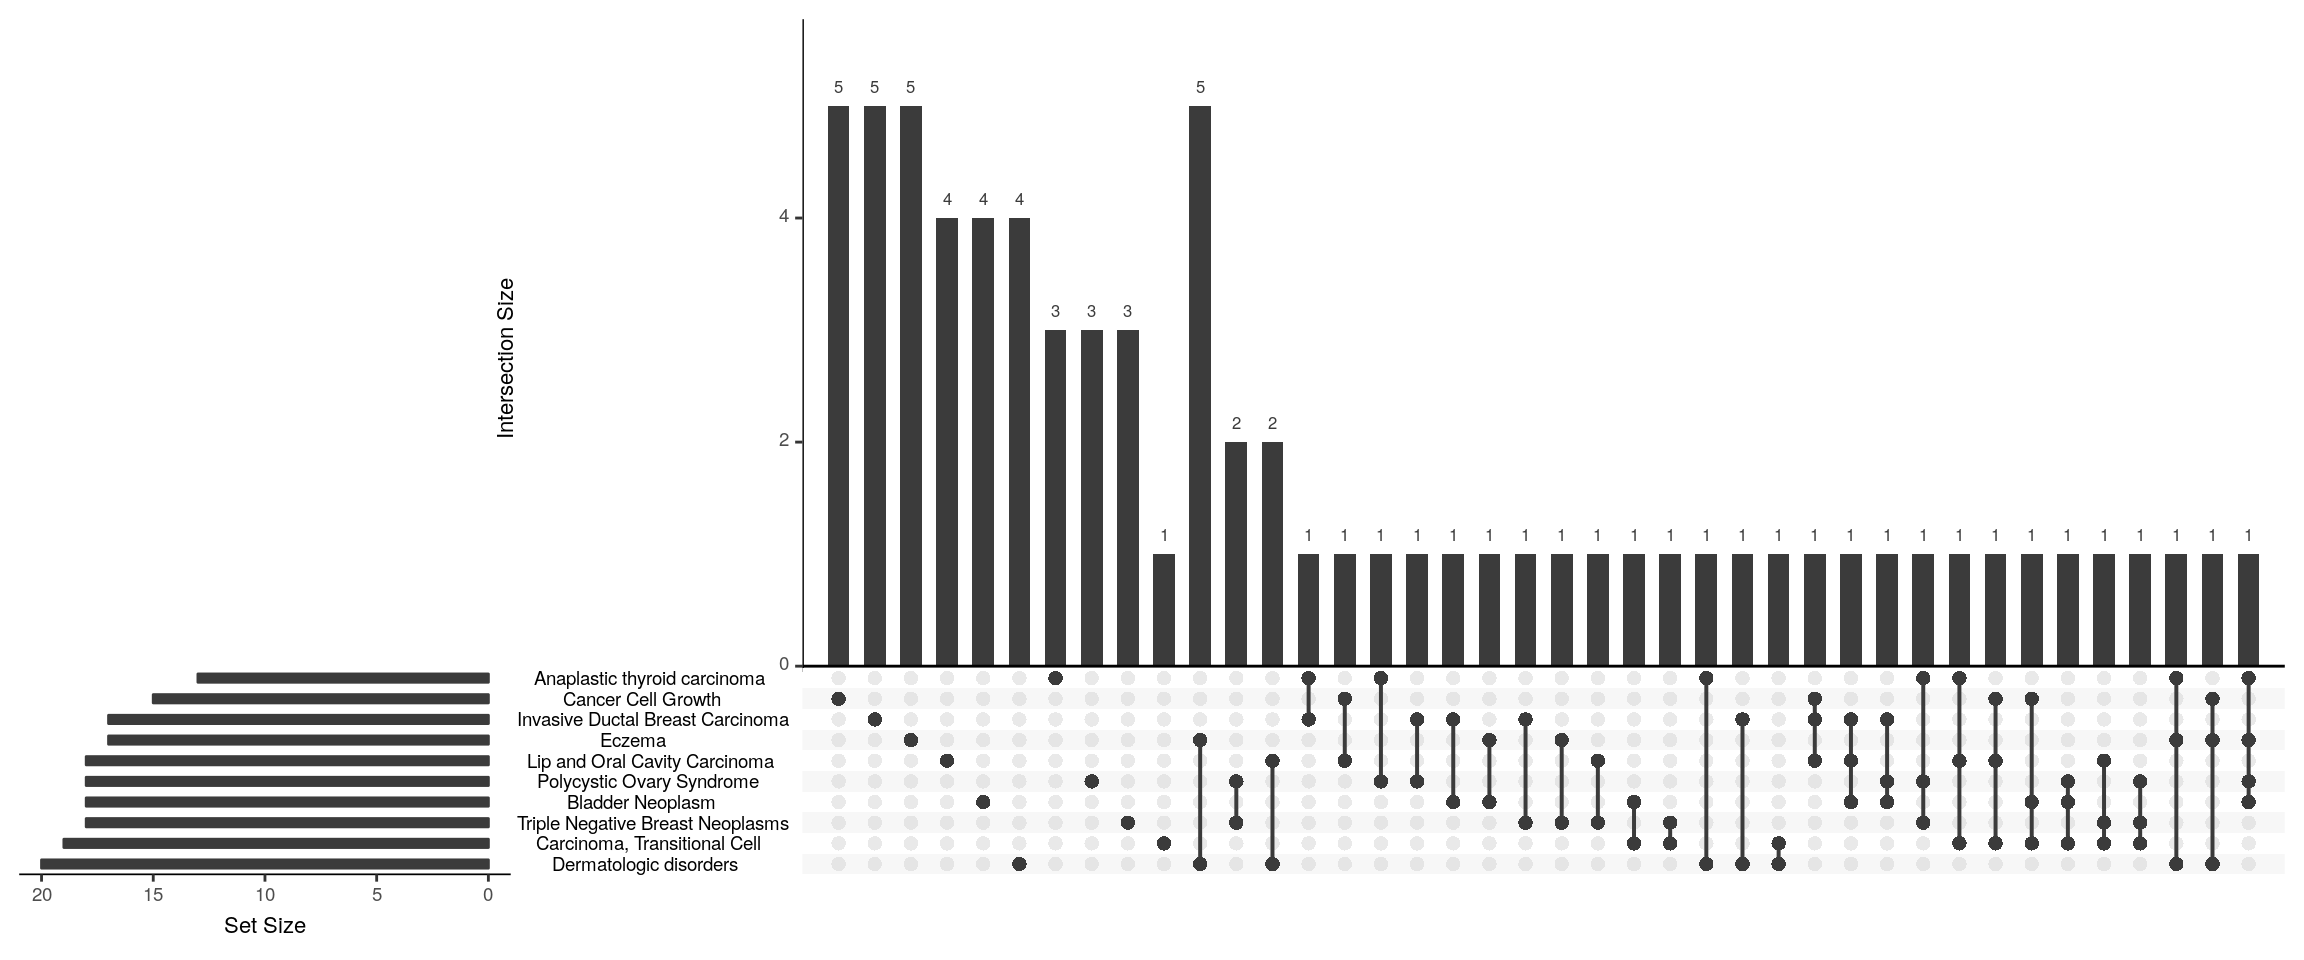 5 5 5 5
4 4 4
3 3 3
2 2
1 1 1 1 1 1 1 1 1 1 1 1 1 1 1 1 1 1 1 1 1 1 1 1 1 1 1 1
4
2
0
Intersection Size
Anaplastic thyroid carcinoma
Cancer Cell Growth
Invasive Ductal Breast Carcinoma
Eczema
Lip and Oral Cavity Carcinoma
Polycystic Ovary Syndrome
Bladder Neoplasm
Triple Negative Breast Neoplasms
Carcinoma, Transitional Cell
Dermatologic disorders
20 15 10 5 0
Set Size